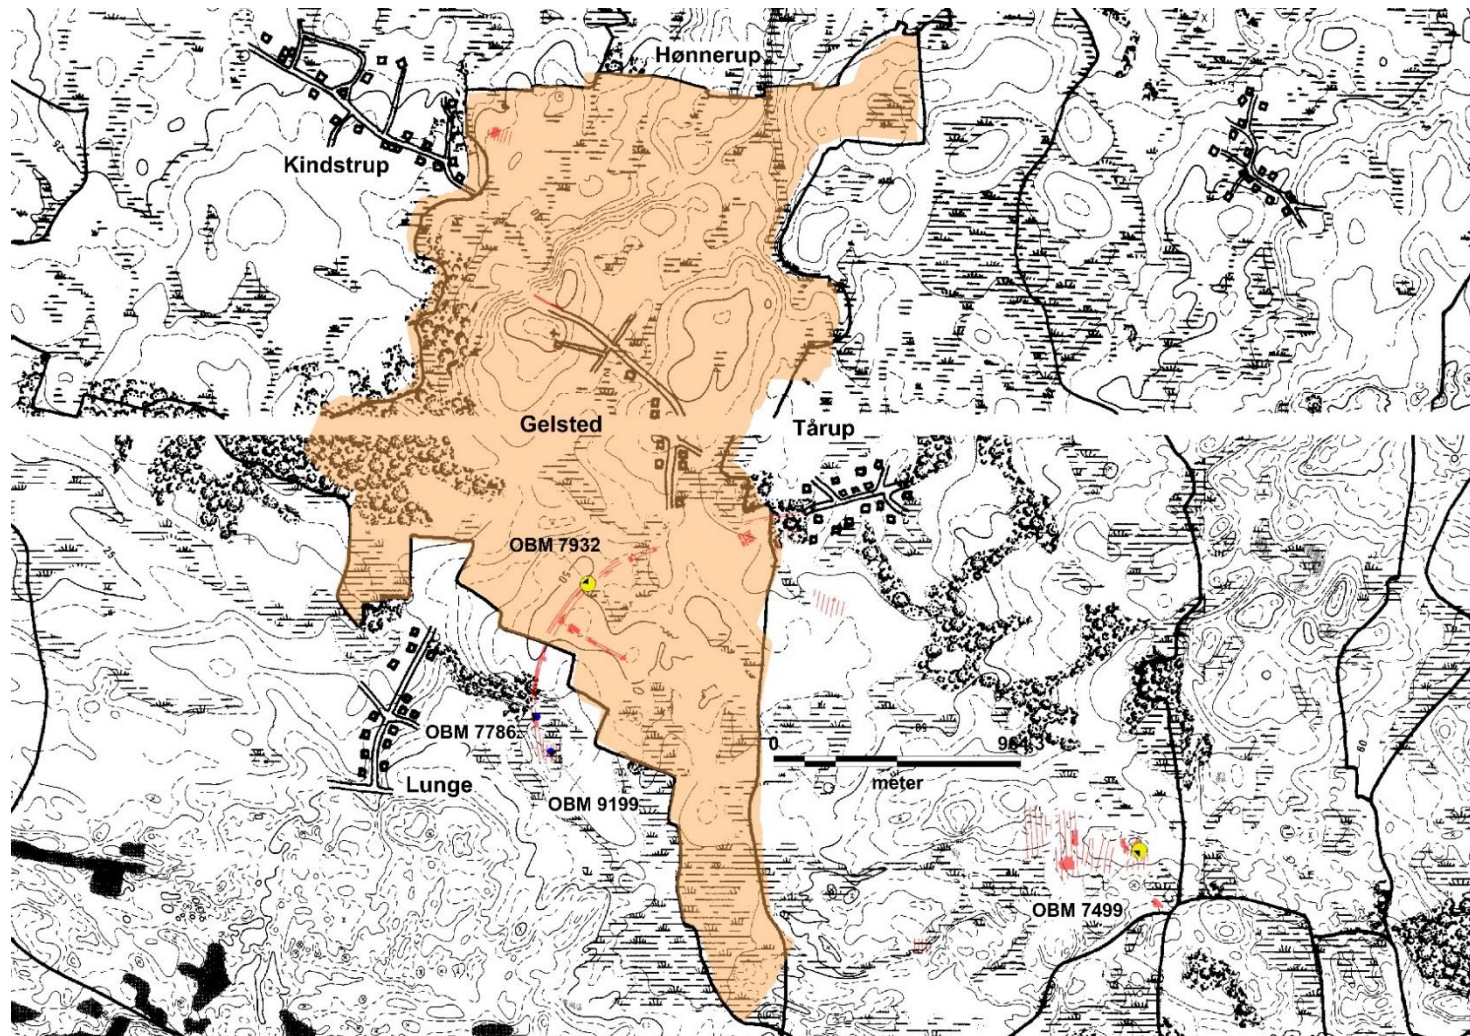 Hønnerup
Kindstrup
Gelsted
Tårup
OBM 7932
OBM 7786
Lunge
OBM 9199
0
meter
OBM 7499